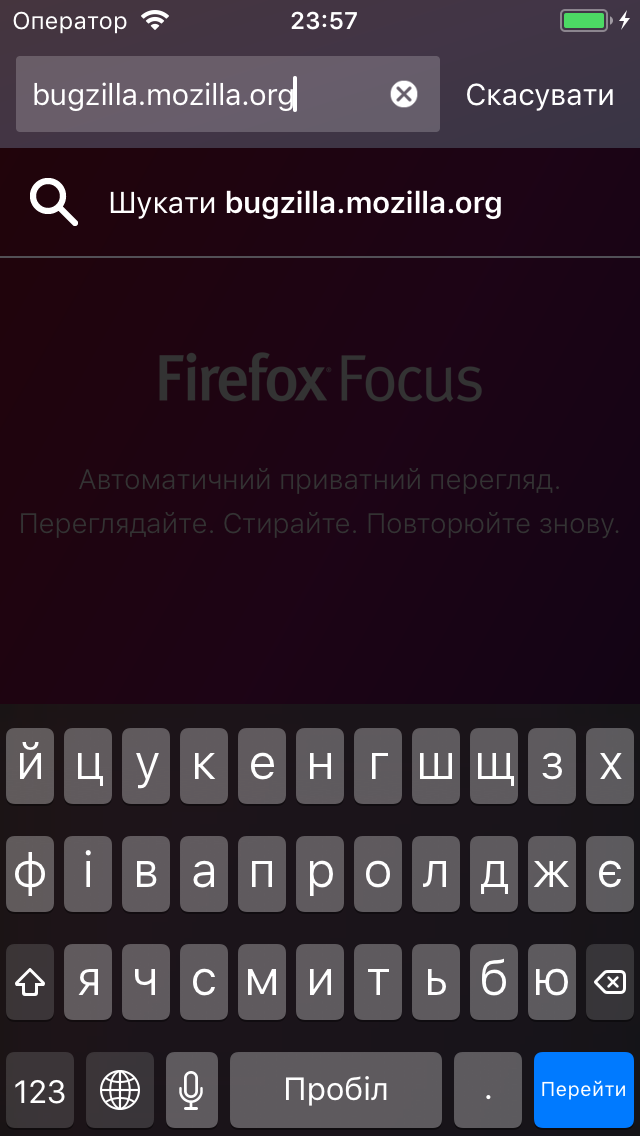 Оператор 23:57
bugzilla.mozilla.org Скасувати
Шукати bugzilla.mozilla.org
Firefox Focus
Автоматичний приватний перегляд.
Переглядайте. Стирайте. Повторюйте знову.
й ц у к е н г ш щ з х
ф і в а п р о л д ж є
я ч с м и т ь б ю
123 Пробіл . Перейти